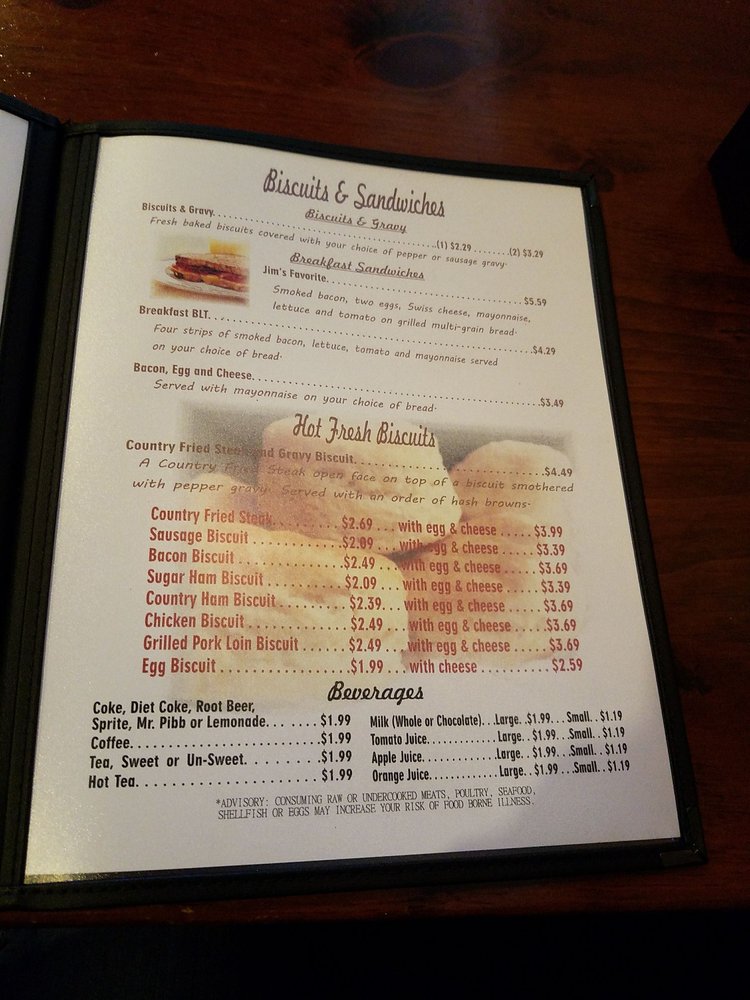 Biscuits & Sandwiches
Biscuits & Gravy
Biscuits & Gravy.......................................(1) $2.29 ........(2) $3.29
Fresh baked biscuits covered with your choice of pepper or sausage gravy.
Breakfast Sandwiches
Jim's Favorite.......................................$5.59
Smoked bacon, two eggs, Swiss cheese, mayonnaise,
lettuce and tomato on grilled multi-grain bread.
Breakfast BLT.......................................$4.29
Four strips of smoked bacon, lettuce, tomato and mayonnaise served
on your choice of bread.
Bacon, Egg and Cheese.......................................$3.49
Served with mayonnaise on your choice of bread.
Hot Fresh Biscuits
Country Fried Steak and Gravy Biscuit.......................................$4.49
A Country Fried Steak open face on top of a biscuit smothered
with pepper gravy. Served with an order of hash browns.
Country Fried Steak.......... $2.69 ... with egg & cheese ..... $3.99
Sausage Biscuit ............ $2.09 ... with egg & cheese ..... $3.39
Bacon Biscuit ............... $2.49 ... with egg & cheese ..... $3.69
Sugar Ham Biscuit ......... $2.09 ... with egg & cheese ..... $3.39
Country Ham Biscuit ........ $2.39... with egg & cheese ..... $3.69
Chicken Biscuit ............. $2.49 ... with egg & cheese .....$3.69
Grilled Pork Loin Biscuit ..... $2.49 ... with egg & cheese ..... $3.69
Egg Biscuit .................$1.99 ... with cheese .......... $2.59
Beverages
Coke, Diet Coke, Root Beer,
Sprite, Mr. Pibb or Lemonade. ...... $1.99
Coffee..........................$1.99
Tea, Sweet or Un-Sweet. ....... .$1.99
Hot Tea......................... $1.99
Milk (Whole or Chocolate)...Large. .$1.99... Small. . $1.19
Tomato Juice.............Large. . $1.99 ...Small. . $1.19
Apple Juice..............Large. . $1.99 ...Small. . $1.19
Orange Juice.............Large. . $1.99 ...Small. . $1.19
*ADVISORY: CONSUMING RAW OR UNDERCOOKED MEATS, POULTRY, SEAFOOD,
SHELLFISH OR EGGS MAY INCREASE YOUR RISK OF FOOD BORNE ILLNESS.